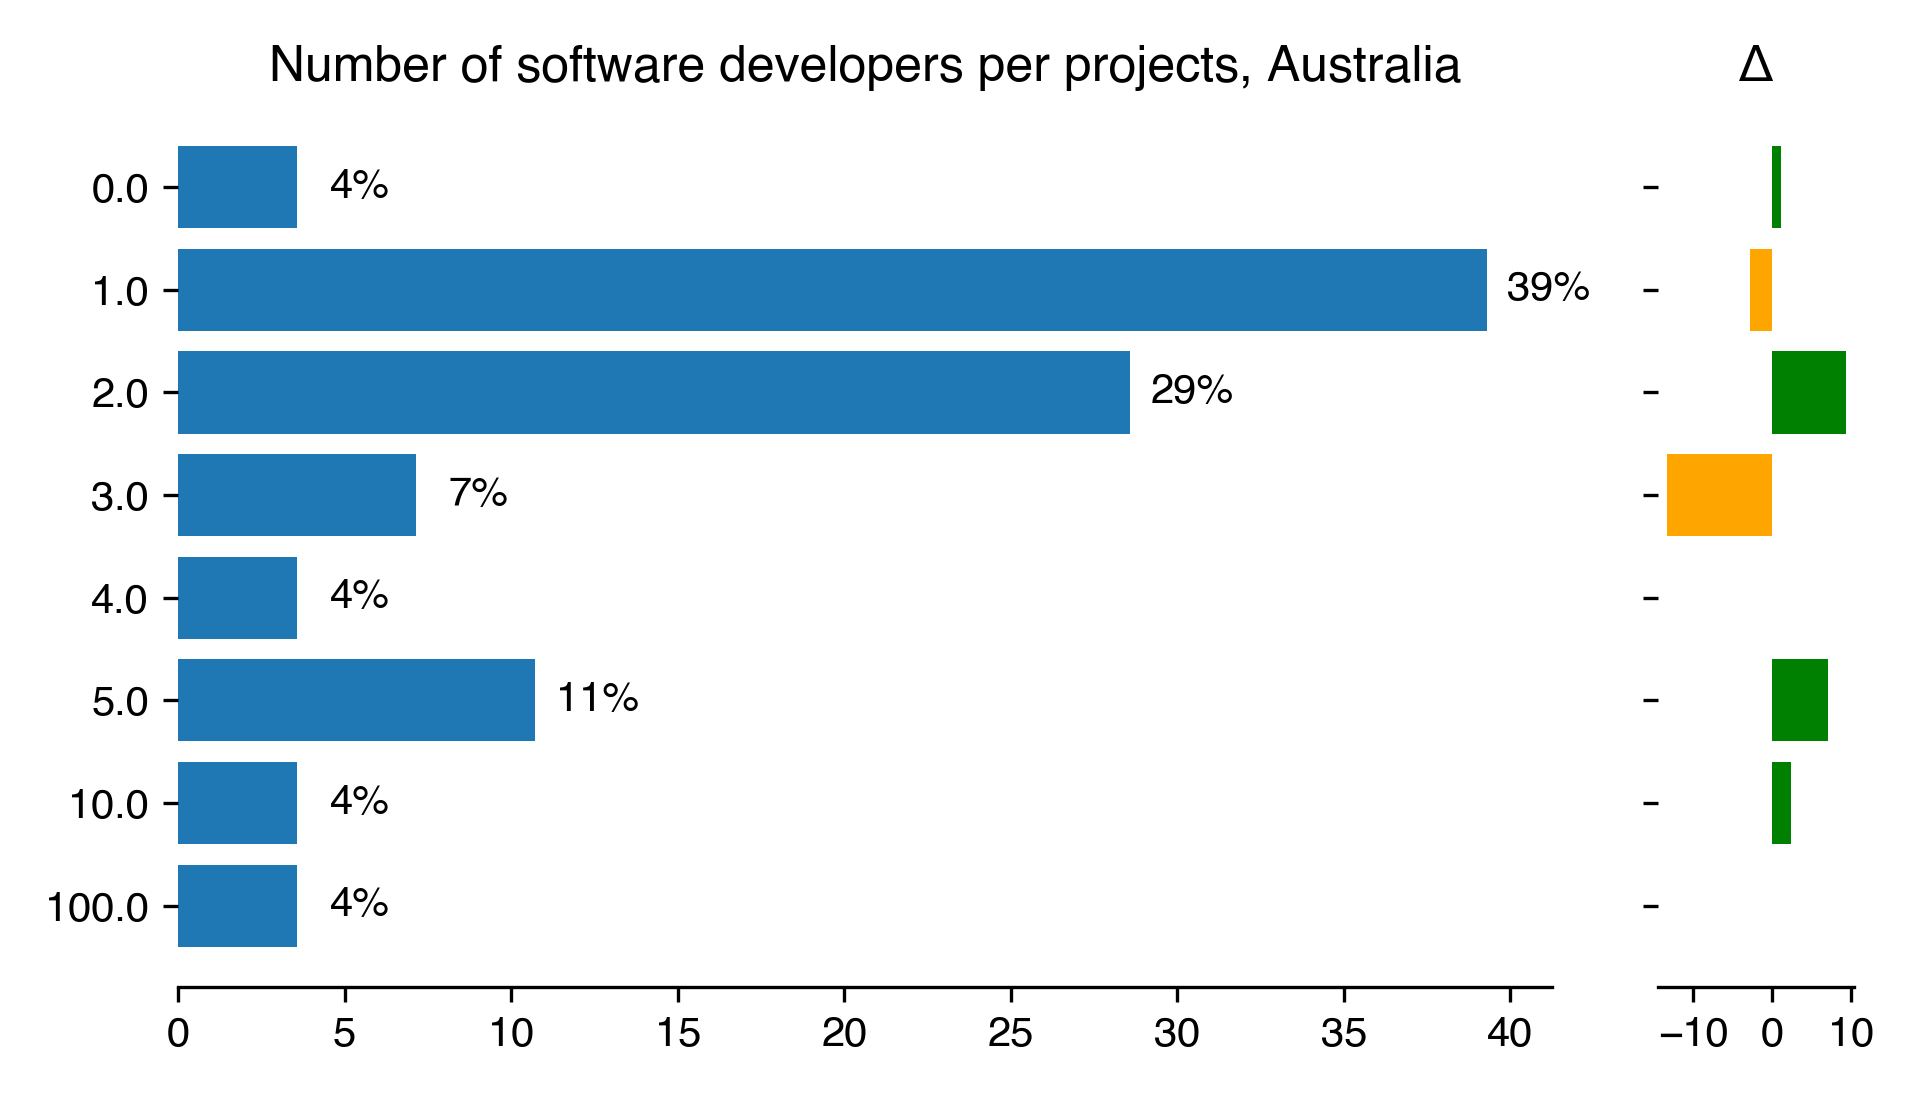 Number of software developers per projects, Australia
Δ
0.0 4%
1.0 39%
2.0 29%
3.0 7%
4.0 4%
5.0 11%
10.0 4%
100.0 4%
0 5 10 15 20 25 30 35 40
−10 0 10